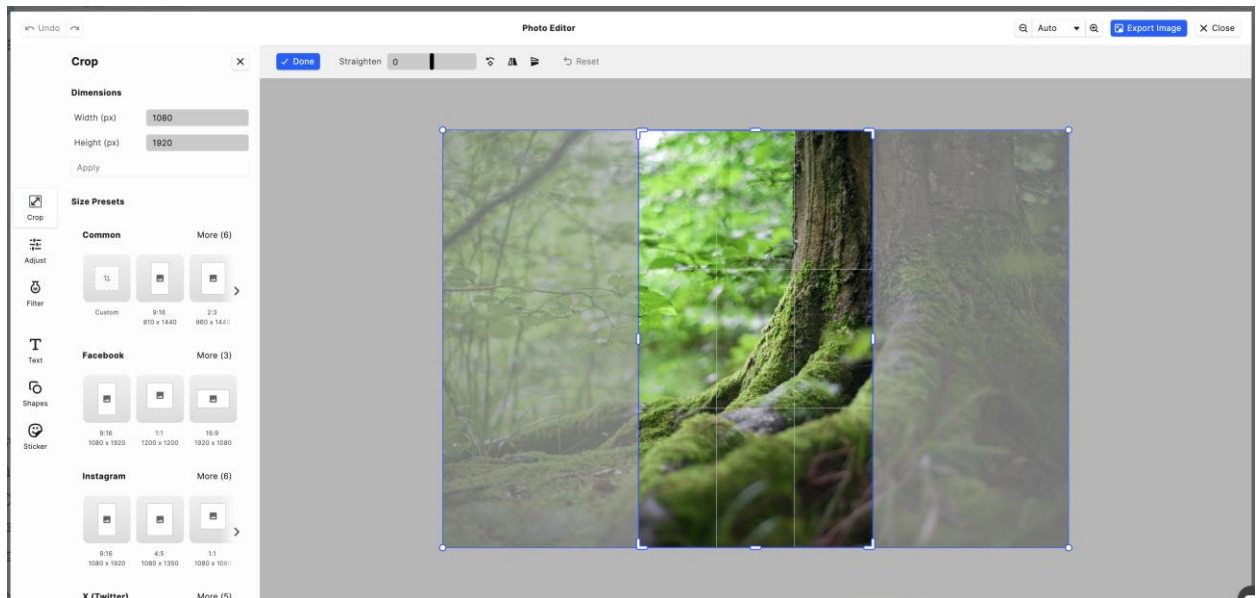 Undo
Photo Editor
Auto
Export Image
Close
Crop
Done
Straighten 0
Reset
Dimensions
Width (px) 1080
Height (px) 1920
Apply
Size Presets
Crop
Adjust
Filter
Text
Shapes
Sticker
Common More (6)
Custom 9:16 2:3
810 x 1440 960 x 1440
Facebook More (3)
9:16 1:1 16:9
1080 x 1920 1200 x 1200 1920 x 1080
Instagram More (6)
9:16 4:5 1:1
1080 x 1920 1080 x 1350 1080 x 1080
X (Twitter) More (5)